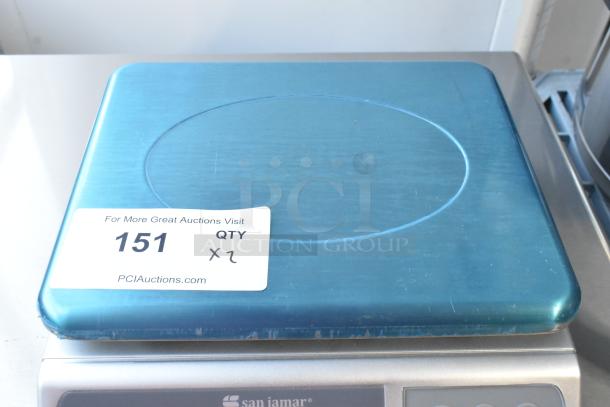 PCI
AUCTION GROUP
For More Great Auctions Visit
151 QTY
x 2
PCIAuctions.com
san jamar®